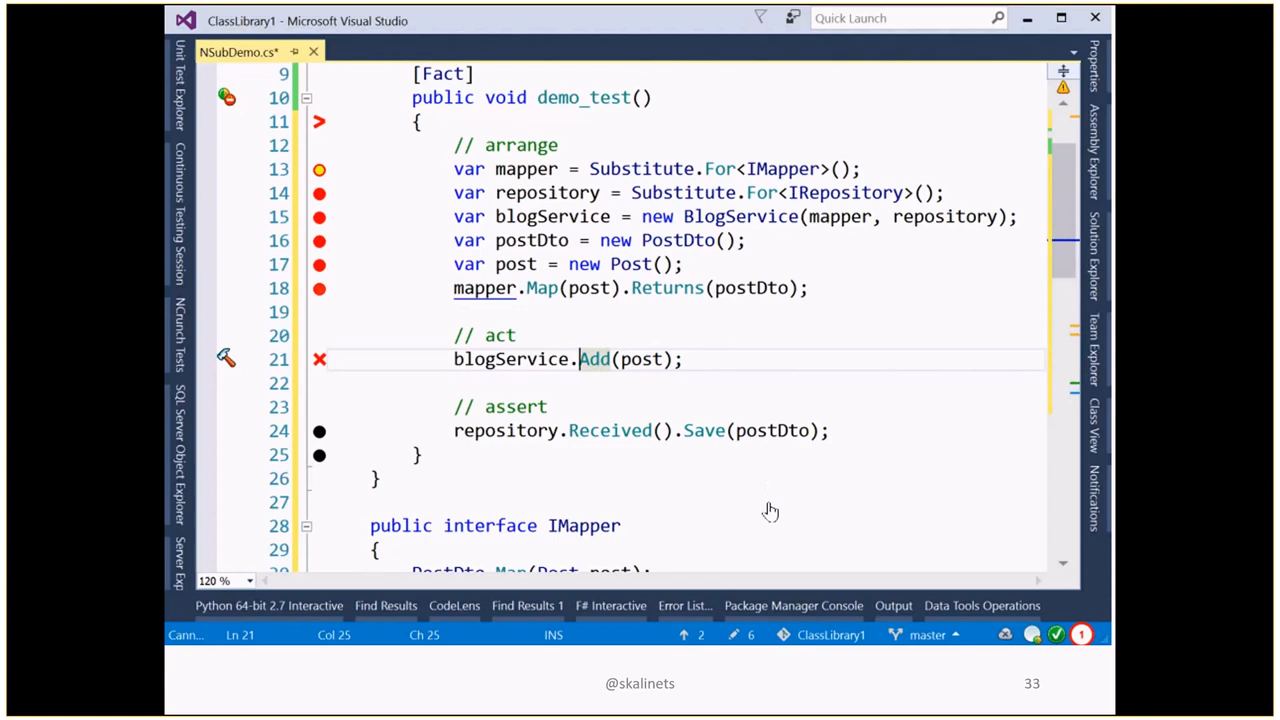 ClassLibrary1 - Microsoft Visual Studio
Quick Launch
NSubDemo.cs*
Unit Test Explorer
Continuous Testing Session
NCrunch Tests
SQL Server Object Explorer
Server Exp
9 [Fact]
10 public void demo_test()
11 {
12 // arrange
13 var mapper = Substitute.For<IMapper>();
14 var repository = Substitute.For<IRepository>();
15 var blogService = new BlogService(mapper, repository);
16 var postDto = new PostDto();
17 var post = new Post();
18 mapper.Map(post).Returns(postDto);
19
20 // act
21 blogService.Add(post);
22
23 // assert
24 repository.Received().Save(postDto);
25 }
26 }
27
28 public interface IMapper
29 {
30 PostDto Map(Post post);
Properties
Assembly Explorer
Solution Explorer
Team Explorer
Class View
Notifications
120 %
Python 64-bit 2.7 Interactive Find Results CodeLens Find Results 1 F# Interactive Error List... Package Manager Console Output Data Tools Operations
Cann... Ln 21 Col 25 Ch 25 INS 2 6 ClassLibrary1 master 1
@skalinets 33